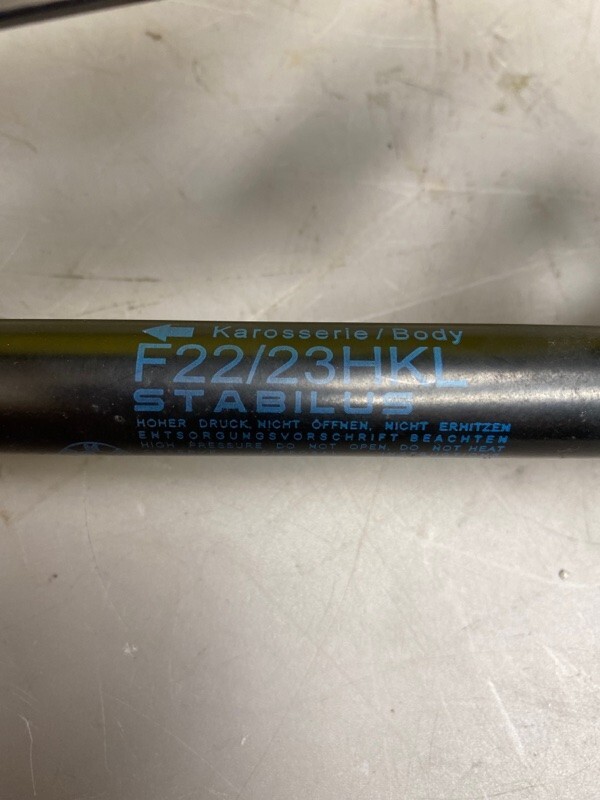 ← Karosserie / Body
F22/23HKL
STABILUS
HOHER DRUCK, NICHT ÖFFNEN, NICHT ERHITZEN
ENTSORGUNGSVORSCHRIFT BEACHTEN
HIGH PRESSURE DO NOT OPEN, DO NOT HEAT